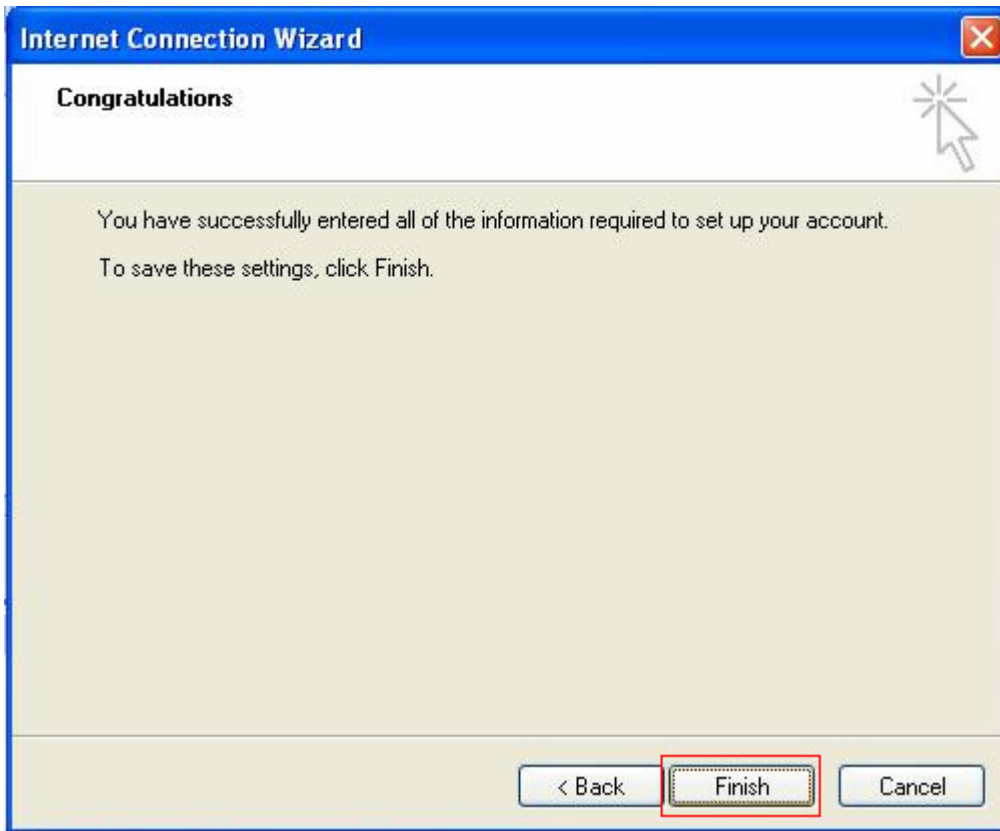 Internet Connection Wizard
Congratulations
You have successfully entered all of the information required to set up your account.
To save these settings, click Finish.
< Back Finish Cancel